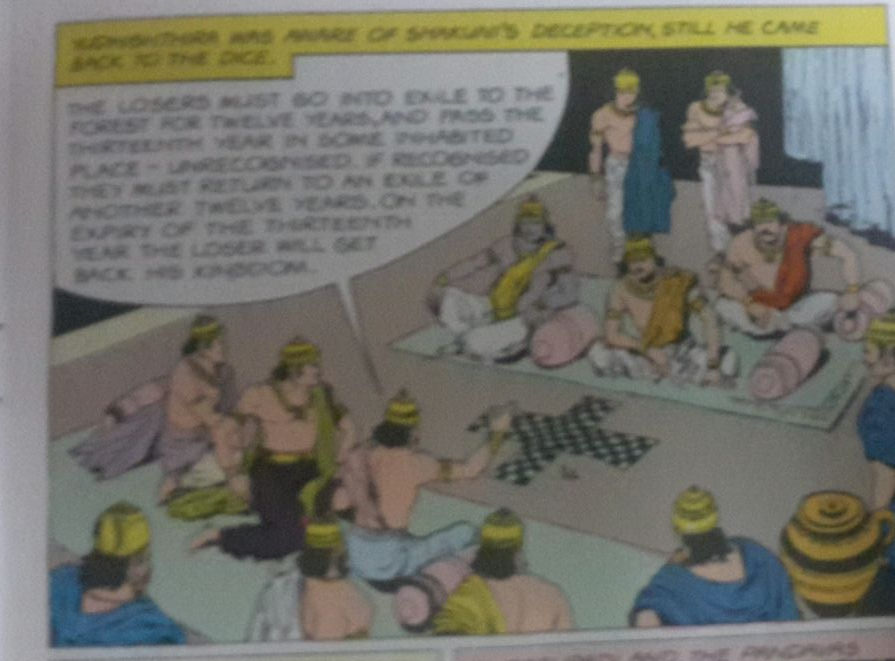 YUDHISHTHIRA WAS AWARE OF SHAKUNI'S DECEPTION, STILL HE CAME
BACK TO THE DICE.
THE LOSERS MUST GO INTO EXILE TO THE
FOREST FOR TWELVE YEARS, AND PASS THE
THIRTEENTH YEAR IN SOME INHABITED
PLACE - UNRECOGNISED. IF RECOGNISED
THEY MUST RETURN TO AN EXILE OF
ANOTHER TWELVE YEARS. ON THE
EXPIRY OF THE THIRTEENTH
YEAR THE LOSER WILL GET
BACK HIS KINGDOM.
AND THE PANDAVAS